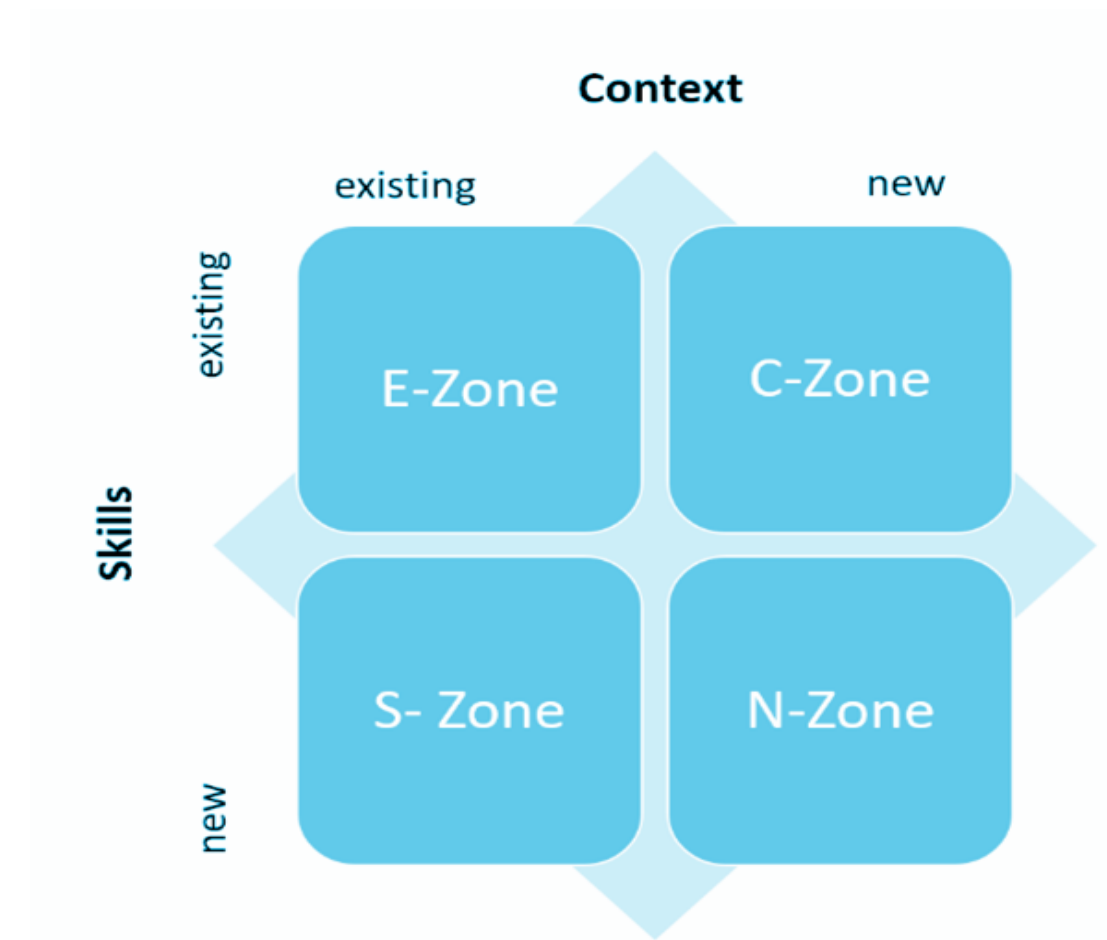 Context
existing
new
existing
E-Zone
C-Zone
Skills
S- Zone
N-Zone
new